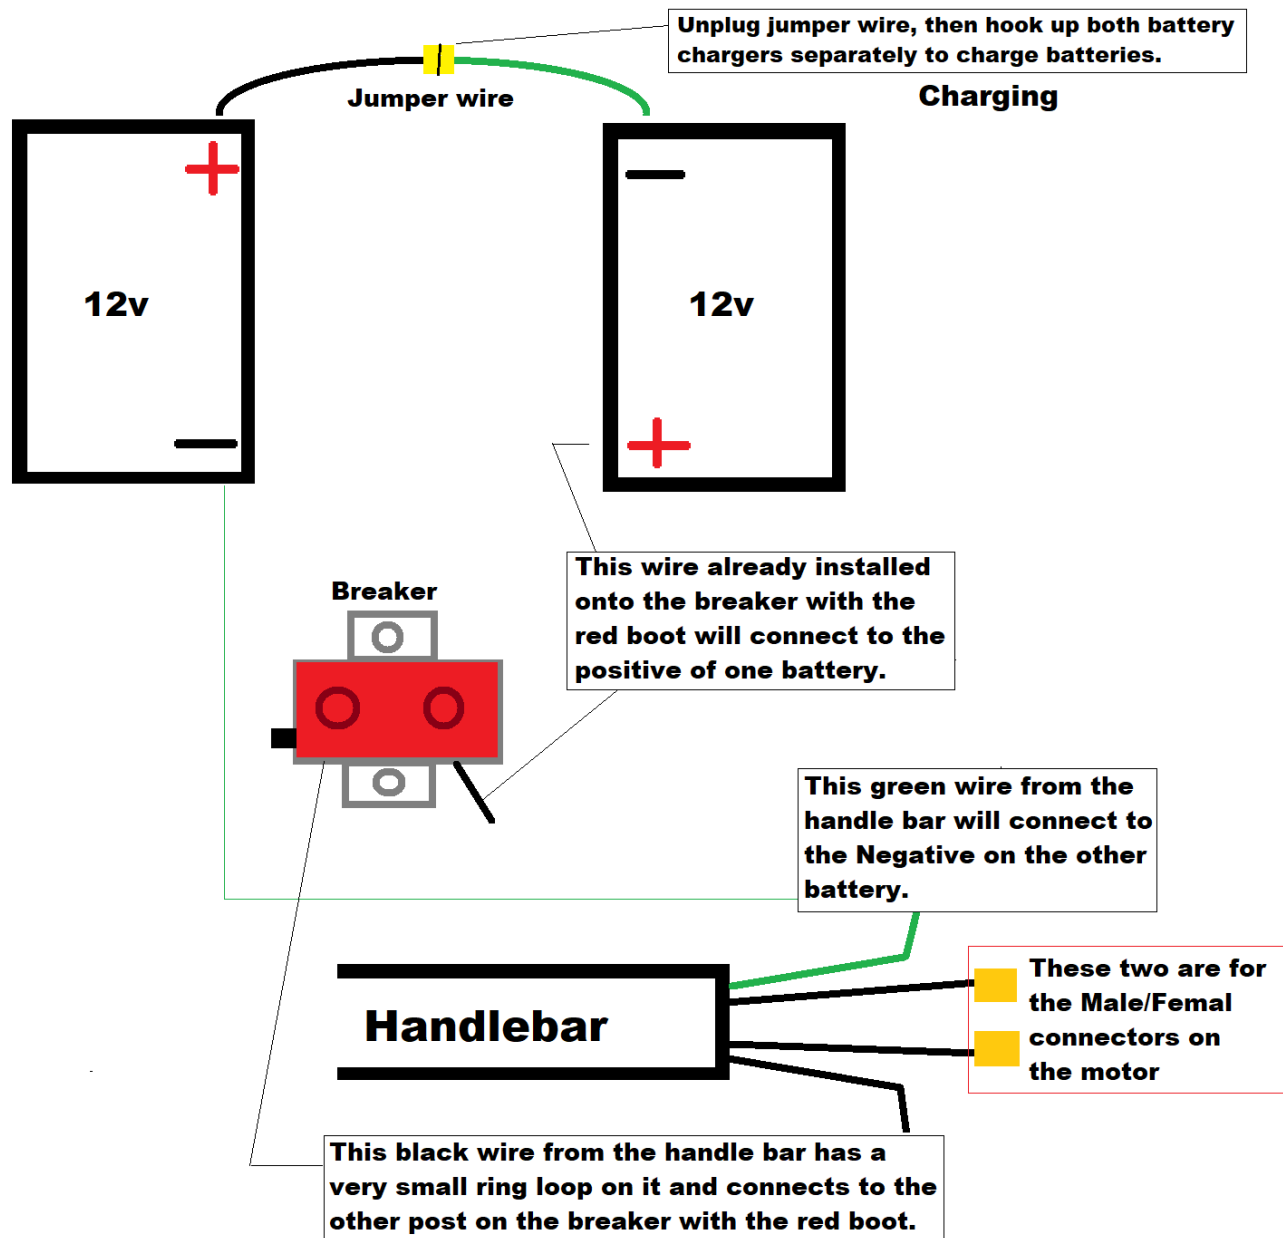 Unplug jumper wire, then hook up both battery
chargers separately to charge batteries.
Jumper wire
Charging
12v
12v
This wire already installed
onto the breaker with the
red boot will connect to the
positive of one battery.
Breaker
This green wire from the
handle bar will connect to
the Negative on the other
battery.
These two are for
the Male/Femal
connectors on
the motor
Handlebar
This black wire from the handle bar has a
very small ring loop on it and connects to the
other post on the breaker with the red boot.